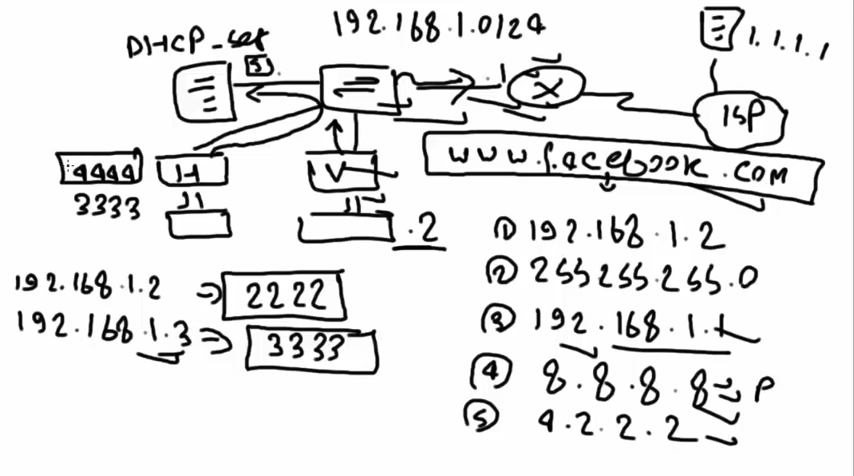 192.168.1.0124
DHCP_ser
S
1.1.1.1
.1
X
ISP
www.facebook.com
4444
H
V
3333
.2
① 192.168.1.2
② 255.255.255.0
③ 192.168.1.1
④ 8.8.8.8 P
⑤ 4.2.2.2
192.168.1.2 ⇒ 2222
192.168.1.3 ⇒ 3333